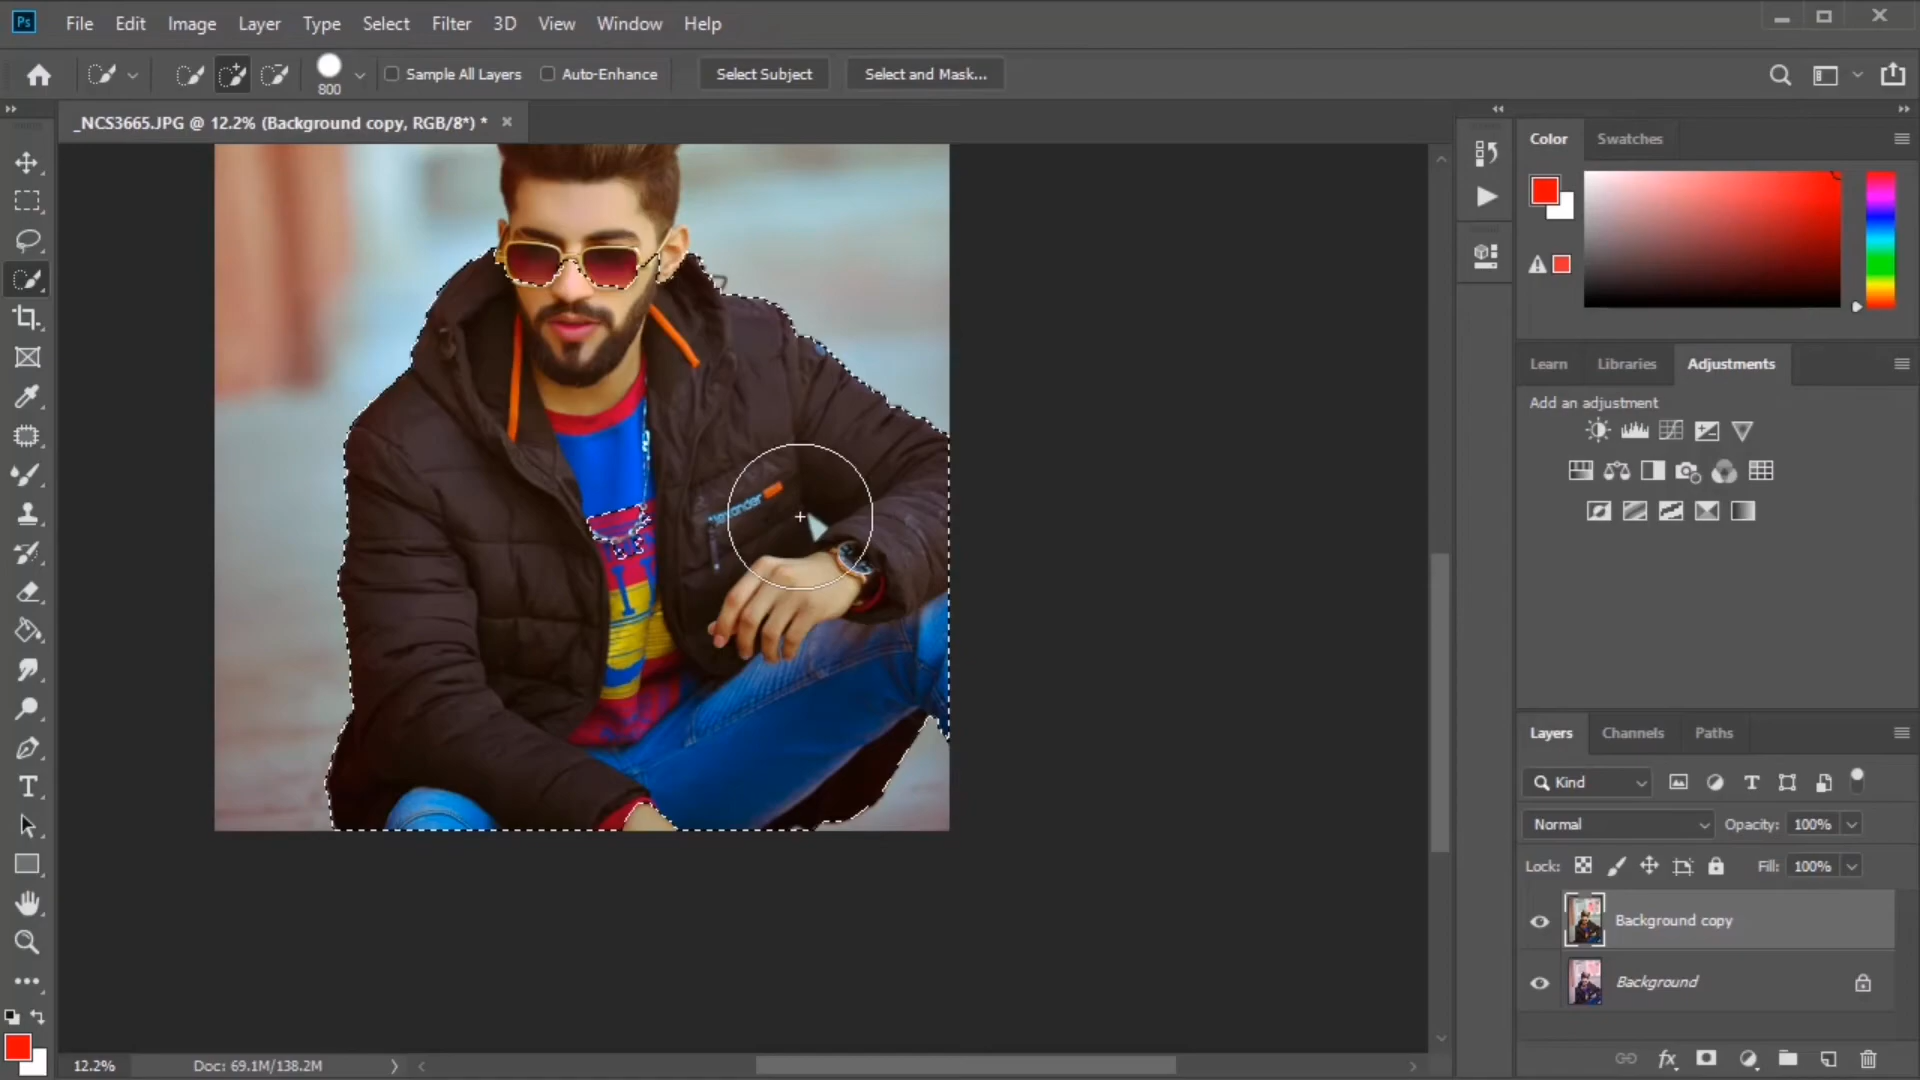 Ps File Edit Image Layer Type Select Filter 3D View Window Help
800 Sample All Layers Auto-Enhance Select Subject Select and Mask...
_NCS3665.JPG @ 12.2% (Background copy, RGB/8*) * ×
Color Swatches
Learn Libraries Adjustments
Add an adjustment
Layers Channels Paths
Kind
Normal Opacity: 100%
Lock: Fill: 100%
Background copy
Background
12.2% Doc: 69.1M/138.2M